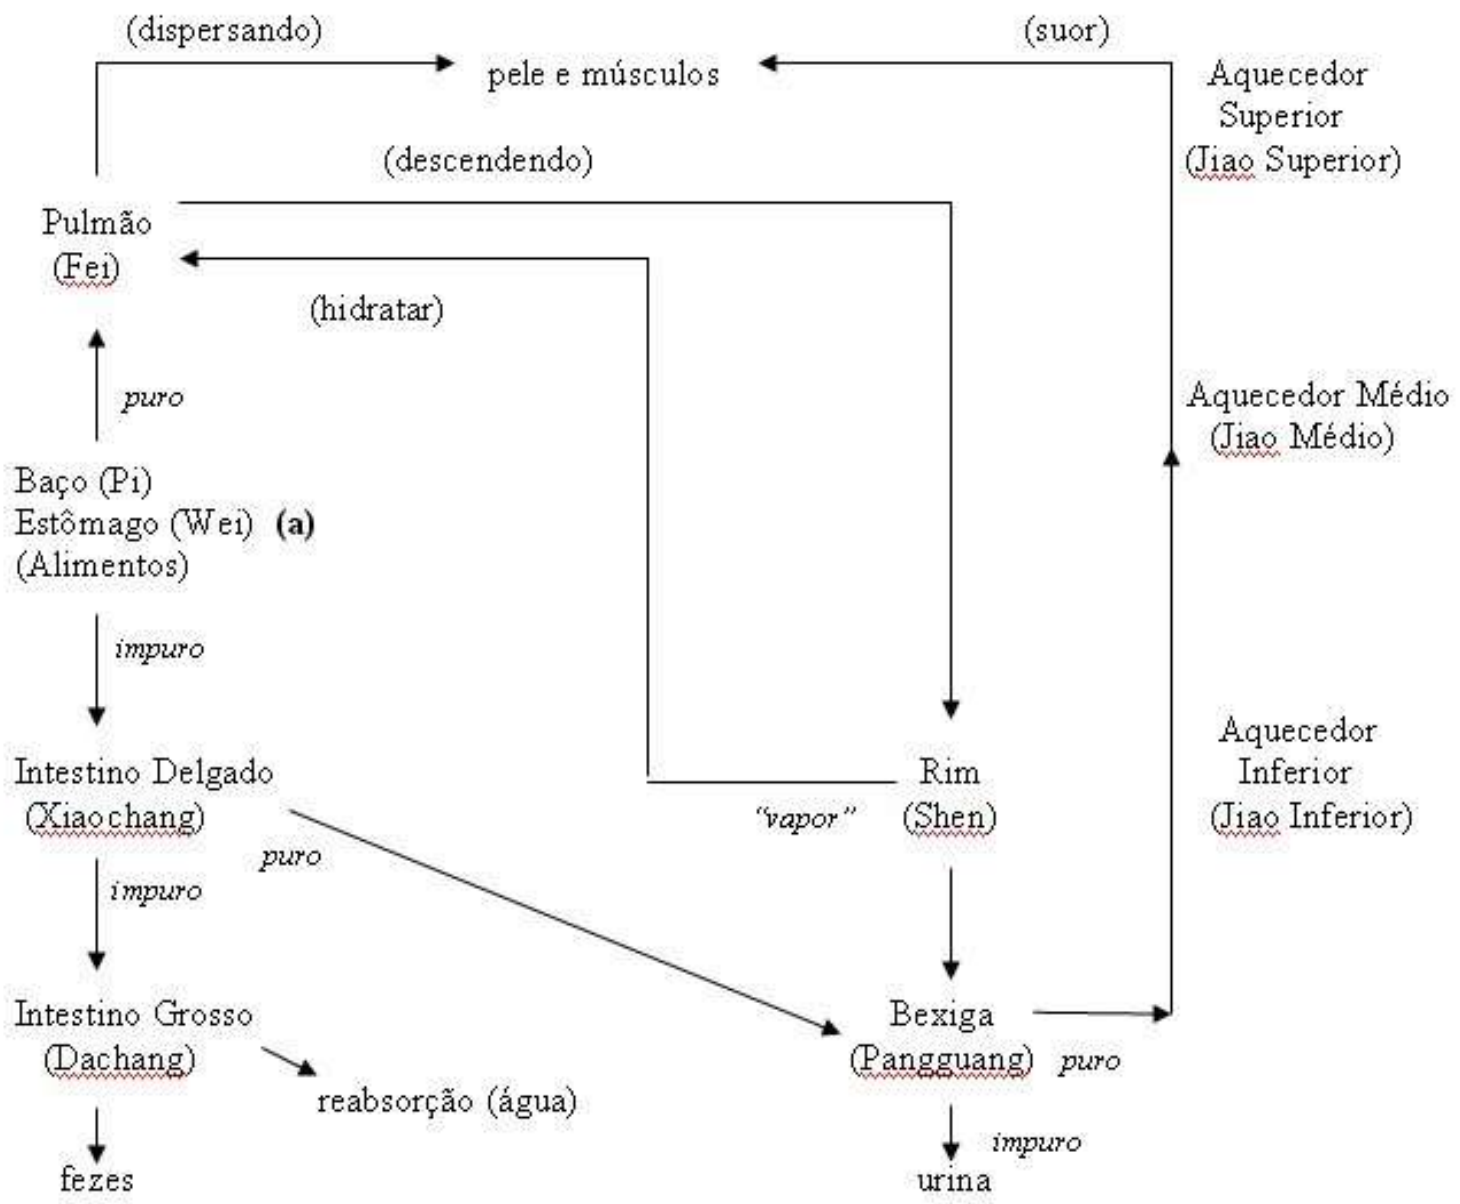 (dispersando)
(suor)
pele e músculos
Aquecedor
Superior
(Jiao Superior)
(descendendo)
Pulmão
(Fei)
(hidratar)
puro
Aquecedor Médio
(Jiao Médio)
Baço (Pi)
Estômago (Wei) (a)
(Alimentos)
impuro
Aquecedor
Inferior
(Jiao Inferior)
Intestino Delgado
(Xiaochang)
Rim
(Shen)
"vapor"
puro
impuro
Intestino Grosso
(Dachang)
Bexiga
(Pangguang)
puro
reabsorção (água)
impuro
fezes
urina